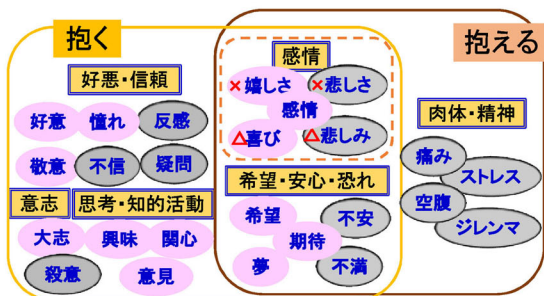 抱く
抱える
好悪・信頼
好意
憧れ
反感
敬意
不信
疑問
意志
思考・知的活動
大志
興味
関心
殺意
意見
感情
×嬉しさ
×悲しさ
感情
△喜び
△悲しみ
希望・安心・恐れ
希望
不安
期待
夢
不満
肉体・精神
痛み
ストレス
空腹
ジレンマ